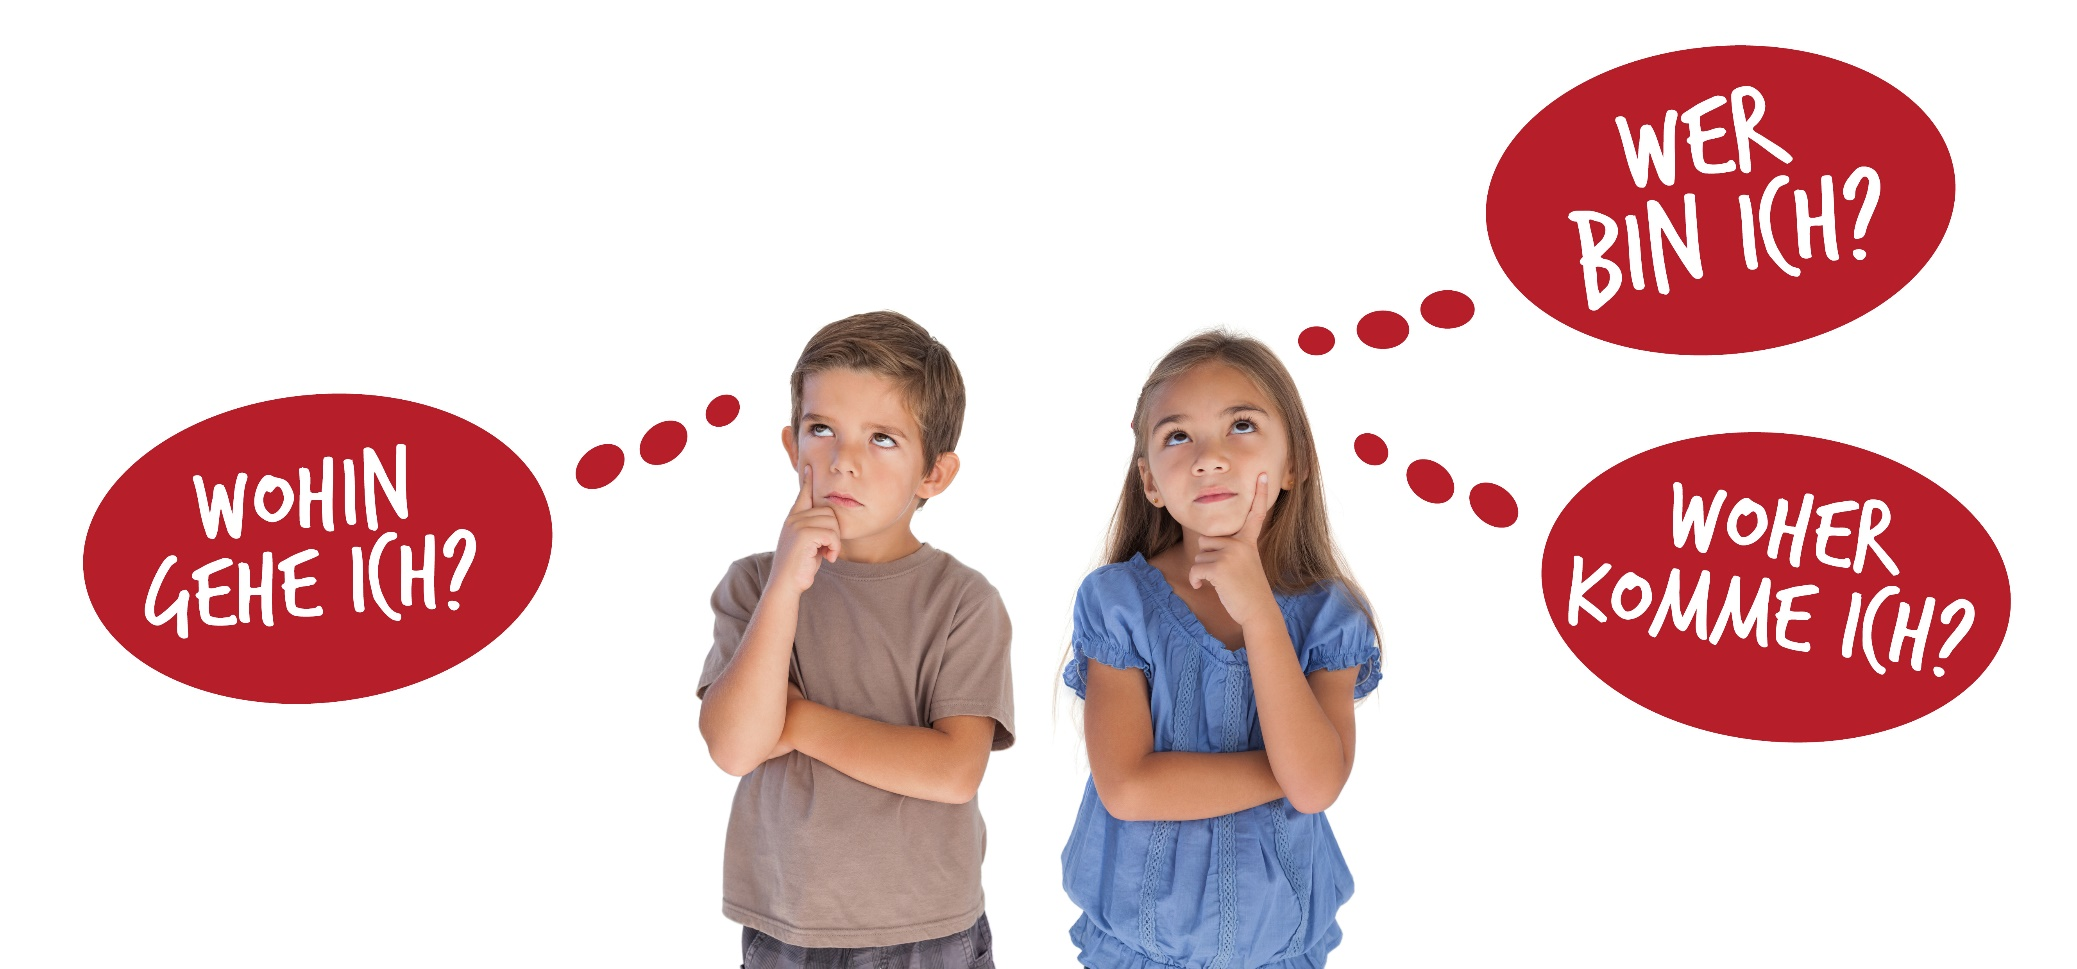 WOHIN
GEHE ICH?
WER
BIN ICH?
WOHER
KOMME ICH?